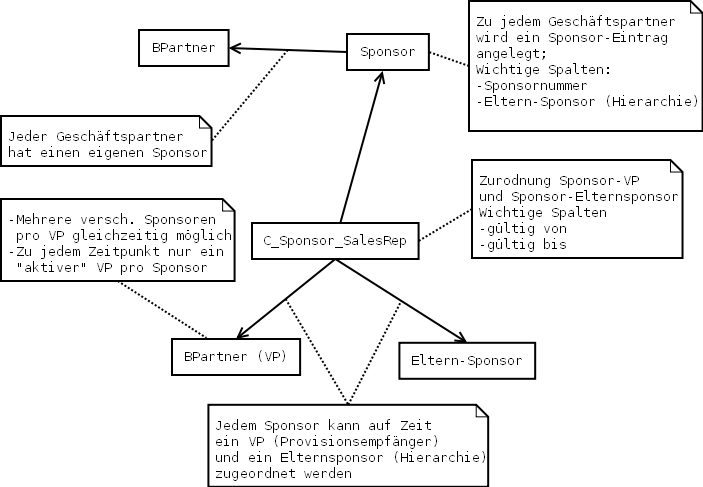 BPartner
Sponsor
Zu jedem Geschäftspartner
wird ein Sponsor-Eintrag
angelegt;
Wichtige Spalten:
-Sponsornummer
-Eltern-Sponsor (Hierarchie)
Jeder Geschäftspartner
hat einen eigenen Sponsor
Zurodnung Sponsor-VP
und Sponsor-Elternsponsor
Wichtige Spalten
-gültig von
-gültig bis
-Mehrere versch. Sponsoren
pro VP gleichzeitig möglich
-Zu jedem Zeitpunkt nur ein
"aktiver" VP pro Sponsor
C_Sponsor_SalesRep
BPartner (VP)
Eltern-Sponsor
Jedem Sponsor kann auf Zeit
ein VP (Provisionsempfänger)
und ein Elternsponsor (Hierarchie)
zugeordnet werden